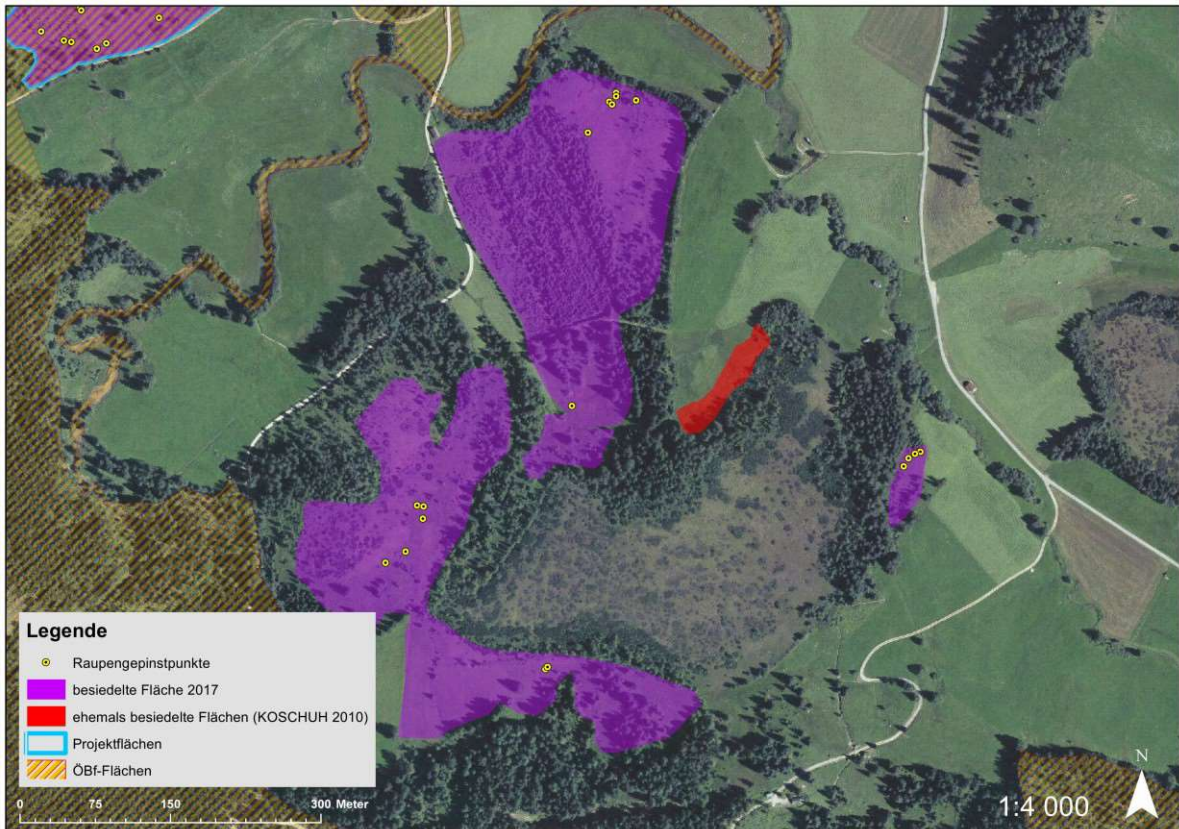 Legende
Raupengepinstpunkte
besiedelte Fläche 2017
ehemals besiedelte Flächen (KOSCHUH 2010)
Projektflächen
ÖBf-Flächen
0 75 150 300 Meter
1:4 000
N